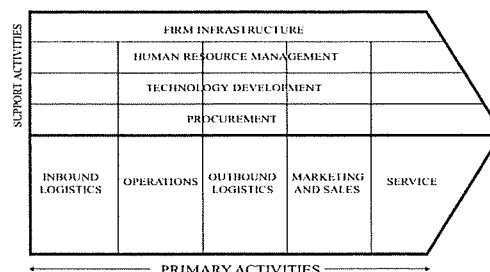 SUPPORT ACTIVITIES
FIRM INFRASTRUCTURE
HUMAN RESOURCE MANAGEMENT
TECHNOLOGY DEVELOPMENT
PROCUREMENT
INBOUND
LOGISTICS
OPERATIONS
OUTBOUND
LOGISTICS
MARKETING
AND SALES
SERVICE
PRIMARY ACTIVITIES